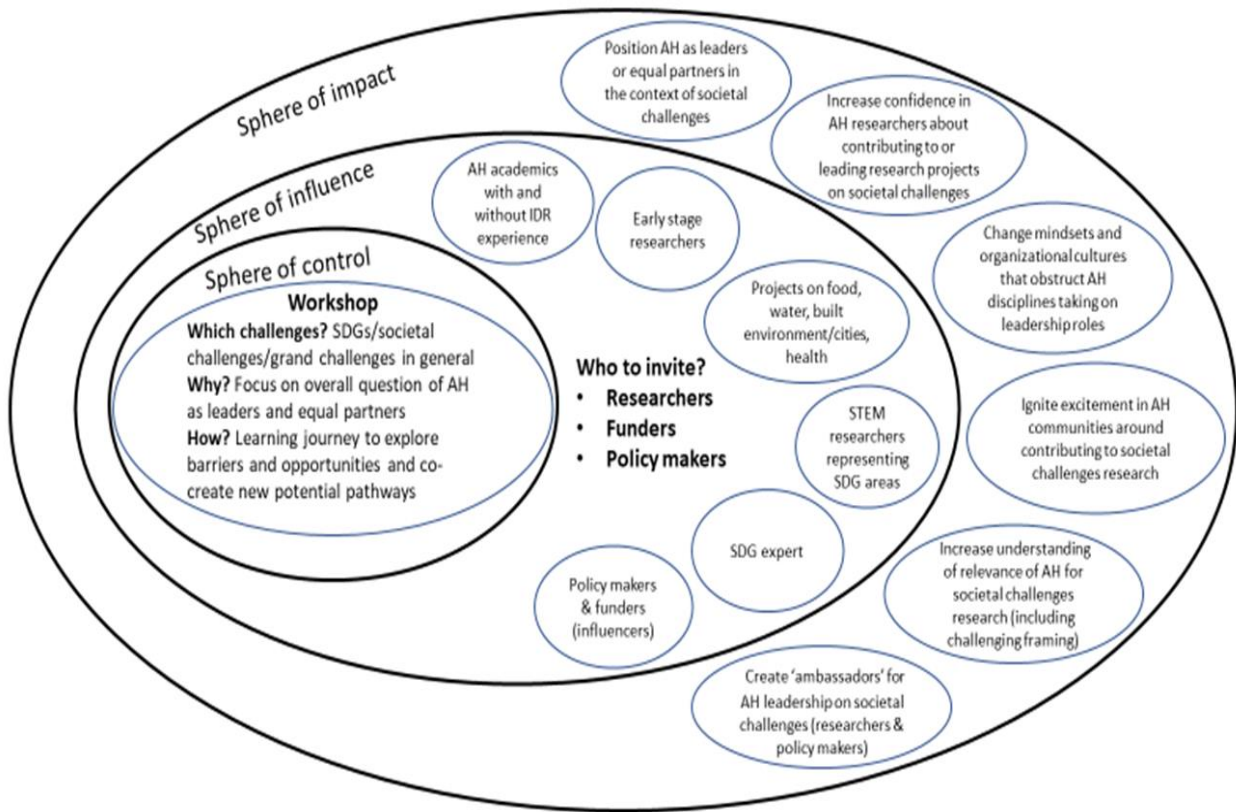 Sphere of impact
Sphere of influence
Sphere of control
Workshop
Which challenges? SDGs/societal
challenges/grand challenges in general
Why? Focus on overall question of AH
as leaders and equal partners
How? Learning journey to explore
barriers and opportunities and co-
create new potential pathways
Who to invite?
• Researchers
• Funders
• Policy makers
AH academics
with and
without IDR
experience
Early stage
researchers
Projects on food,
water, built
environment/cities,
health
STEM
researchers
representing
SDG areas
SDG expert
Policy makers
& funders
(influencers)
Position AH as leaders
or equal partners in
the context of societal
challenges
Increase confidence in
AH researchers about
contributing to or
leading research projects
on societal challenges
Change mindsets and
organizational cultures
that obstruct AH
disciplines taking on
leadership roles
Ignite excitement in AH
communities around
contributing to societal
challenges research
Increase understanding
of relevance of AH for
societal challenges
research (including
challenging framing)
Create ‘ambassadors’ for
AH leadership on societal
challenges (researchers &
policy makers)